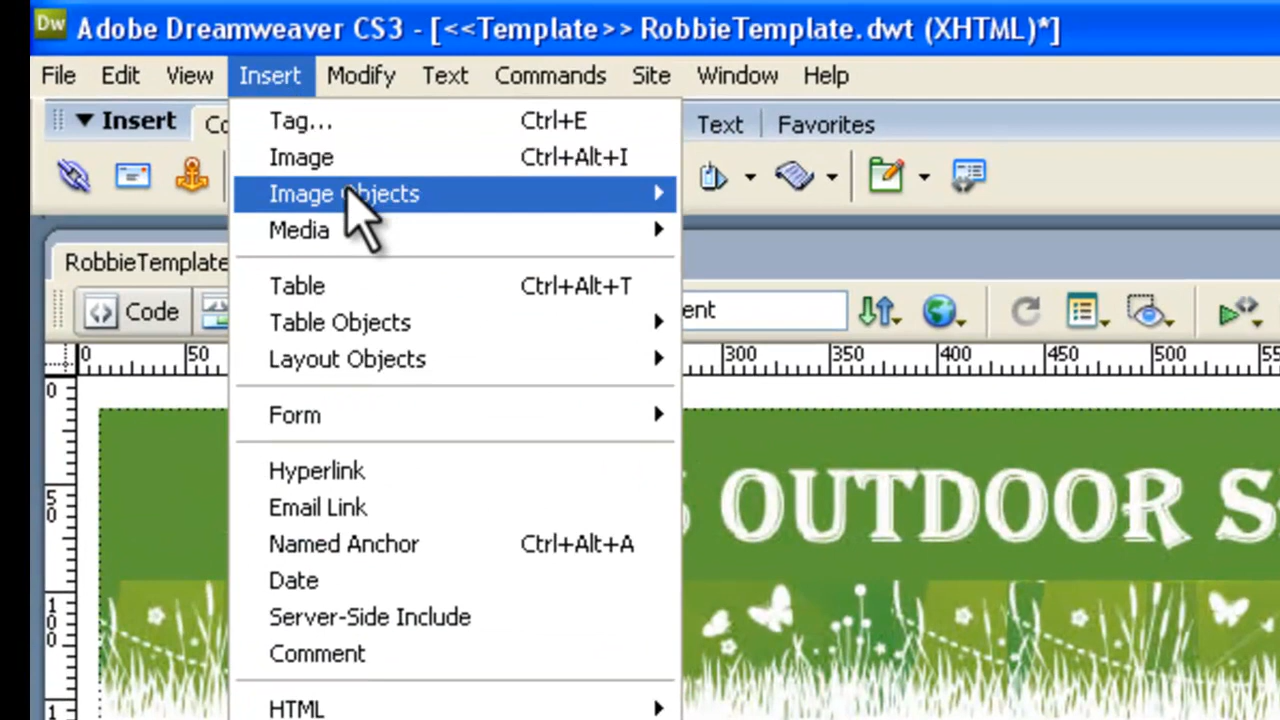 Dw Adobe Dreamweaver CS3 - [<<Template>> RobbieTemplate.dwt (XHTML)*]
File Edit View Insert Modify Text Commands Site Window Help
Insert
Text Favorites
Tag... Ctrl+E
Image Ctrl+Alt+I
Image Objects
Media
RobbieTemplate
Table Ctrl+Alt+T
Code
Table Objects
0 50 300 350 400 450 500
Layout Objects
0
Form
Hyperlink
50
OUTDOOR
Email Link
Named Anchor Ctrl+Alt+A
Date
100
Server-Side Include
Comment
HTML